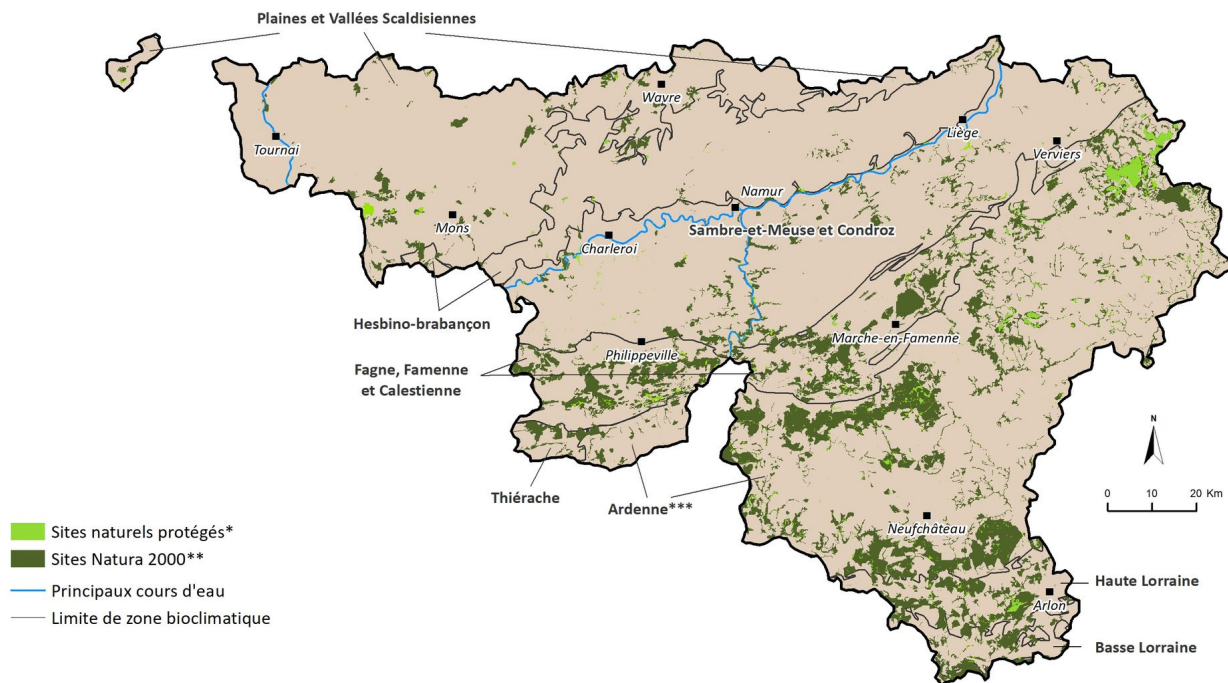 Plaines et Vallées Scaldisiennes
Wavre
Tournai
Liège
Verviers
Namur
Mons
Sambre-et-Meuse et Condroz
Charleroi
Hesbino-brabançon
Marche-en-Famenne
Philippeville
Fagne, Famenne
et Calestienne
N
Thiérache
Ardenne***
0 10 20 Km
Neufchâteau
Sites naturels protégés*
Sites Natura 2000**
Principaux cours d'eau
Limite de zone bioclimatique
Haute Lorraine
Arlon
Basse Lorraine